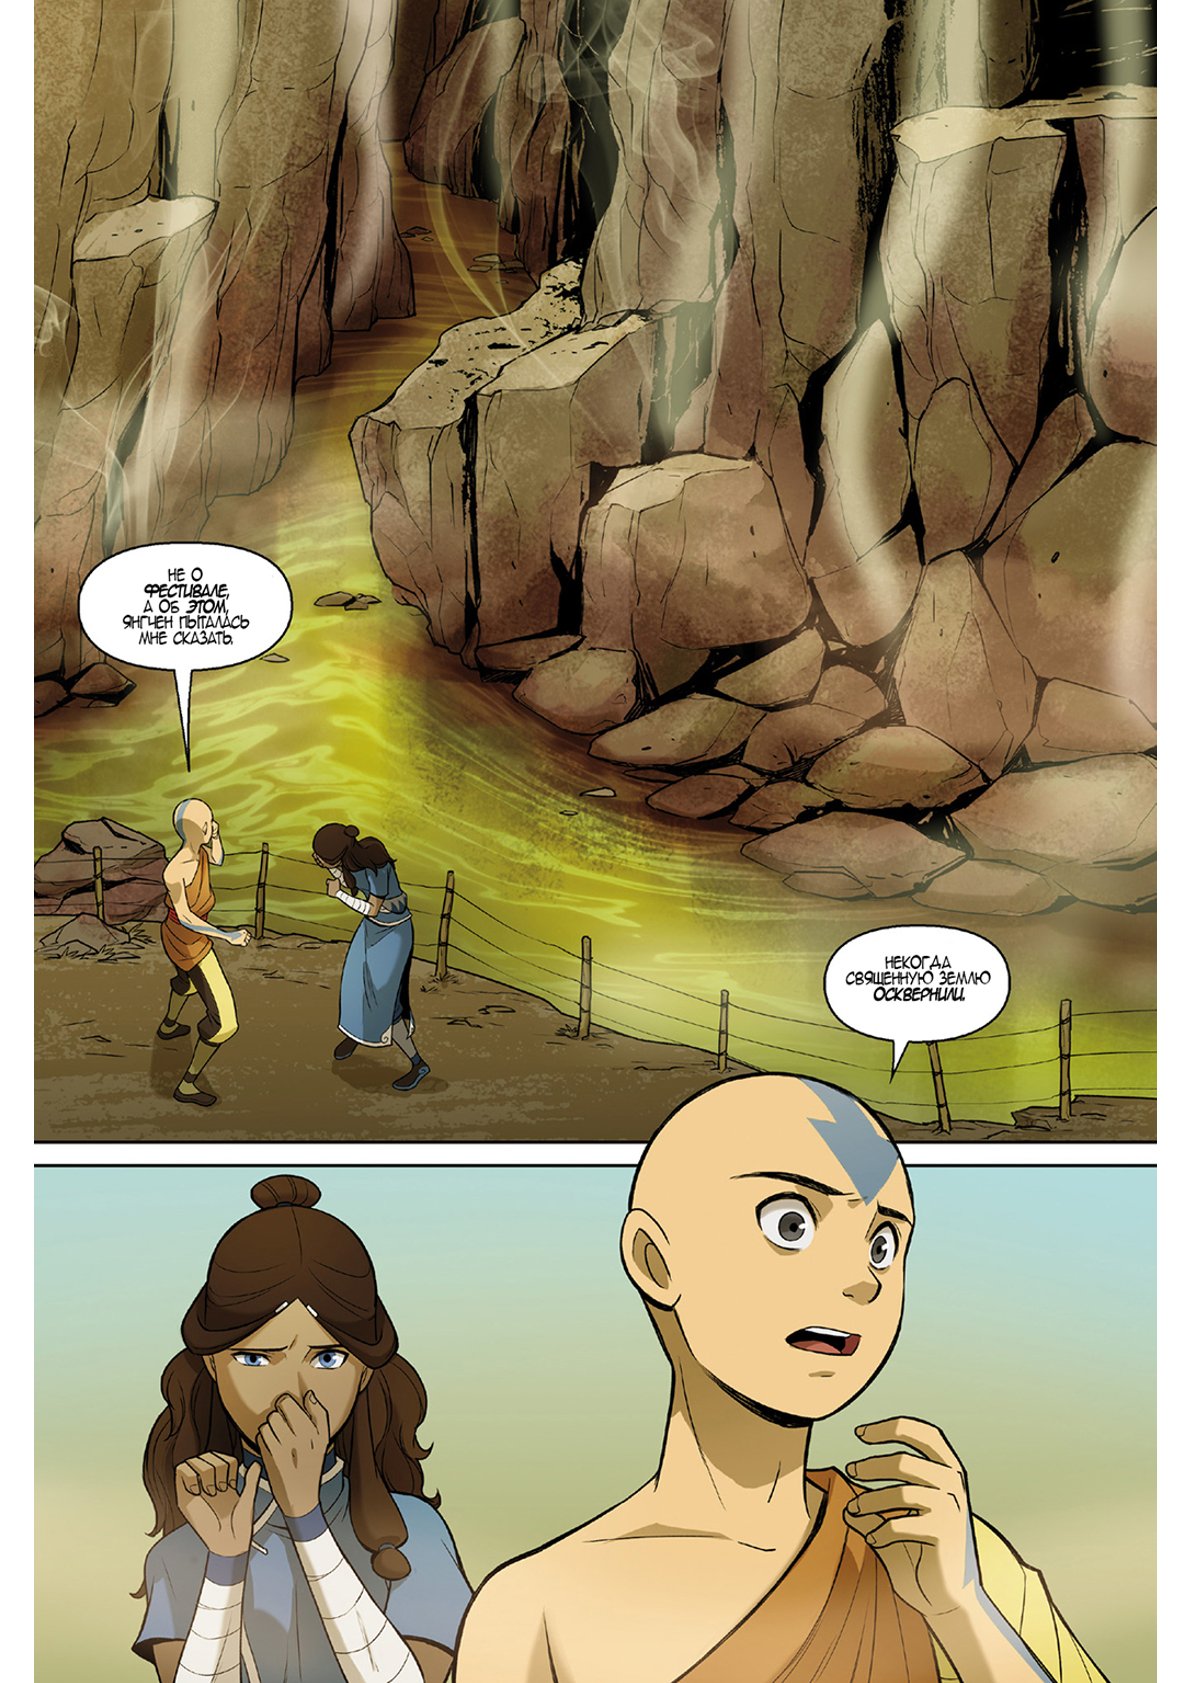 НЕ О
ФЕСТИВАЛЕ,
А ОБ ЭТОМ,
ЯНГЧЕН ПЫТАЛАСЬ
МНЕ СКАЗАТЬ.
НЕКОГДА
СВЯЩЕННУЮ ЗЕМЛЮ
ОСКВЕРНИЛИ.